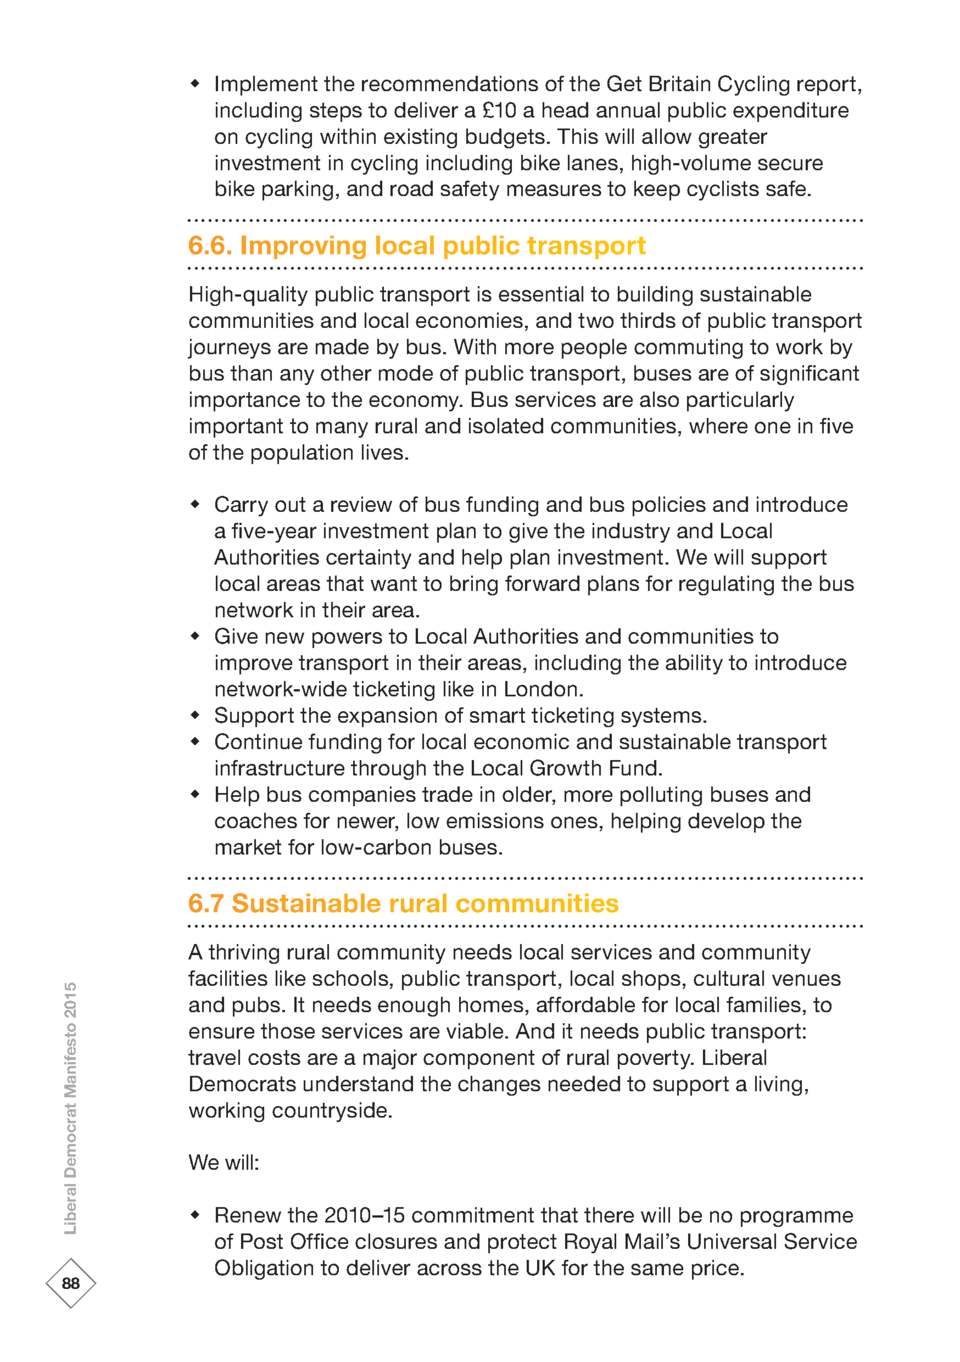 ◆ Implement the recommendations of the Get Britain Cycling report,
including steps to deliver a £10 a head annual public expenditure
on cycling within existing budgets. This will allow greater
investment in cycling including bike lanes, high-volume secure
bike parking, and road safety measures to keep cyclists safe.
6.6. Improving local public transport
High-quality public transport is essential to building sustainable
communities and local economies, and two thirds of public transport
journeys are made by bus. With more people commuting to work by
bus than any other mode of public transport, buses are of significant
importance to the economy. Bus services are also particularly
important to many rural and isolated communities, where one in five
of the population lives.
◆ Carry out a review of bus funding and bus policies and introduce
a five-year investment plan to give the industry and Local
Authorities certainty and help plan investment. We will support
local areas that want to bring forward plans for regulating the bus
network in their area.
◆ Give new powers to Local Authorities and communities to
improve transport in their areas, including the ability to introduce
network-wide ticketing like in London.
◆ Support the expansion of smart ticketing systems.
◆ Continue funding for local economic and sustainable transport
infrastructure through the Local Growth Fund.
◆ Help bus companies trade in older, more polluting buses and
coaches for newer, low emissions ones, helping develop the
market for low-carbon buses.
6.7 Sustainable rural communities
A thriving rural community needs local services and community
facilities like schools, public transport, local shops, cultural venues
and pubs. It needs enough homes, affordable for local families, to
ensure those services are viable. And it needs public transport:
travel costs are a major component of rural poverty. Liberal
Democrats understand the changes needed to support a living,
working countryside.
We will:
◆ Renew the 2010–15 commitment that there will be no programme
of Post Office closures and protect Royal Mail's Universal Service
Obligation to deliver across the UK for the same price.
Liberal Democrat Manifesto 2015
88